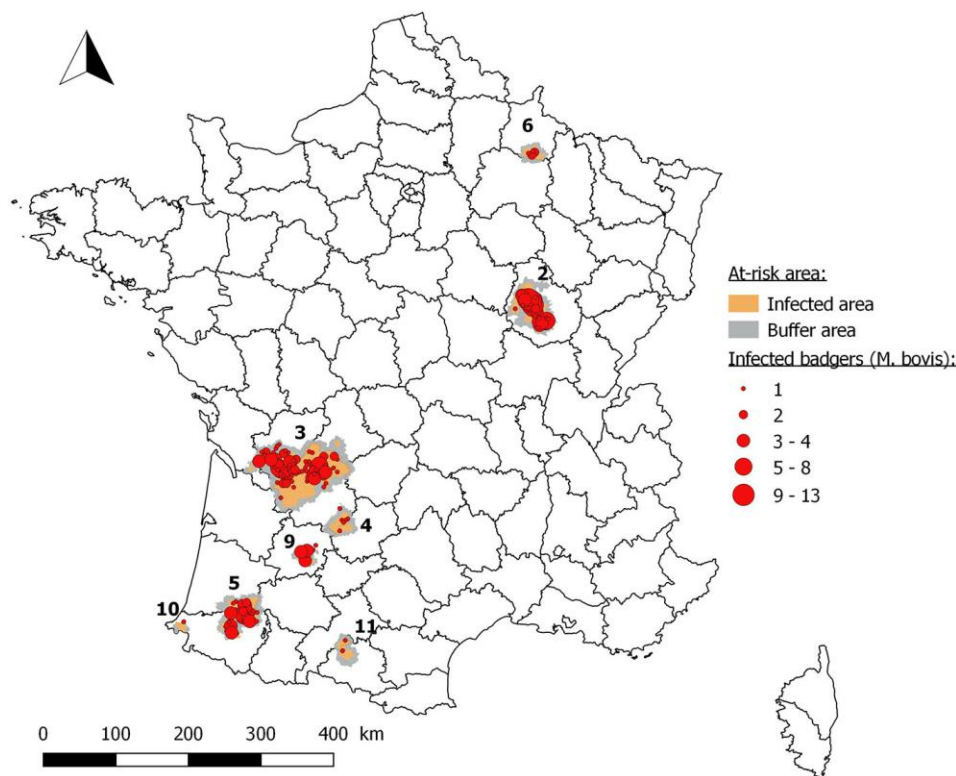 6
2
At-risk area:
Infected area
Buffer area
Infected badgers (M. bovis):
1
2
3 - 4
5 - 8
9 - 13
3
4
9
5
10
11
0 100 200 300 400 km